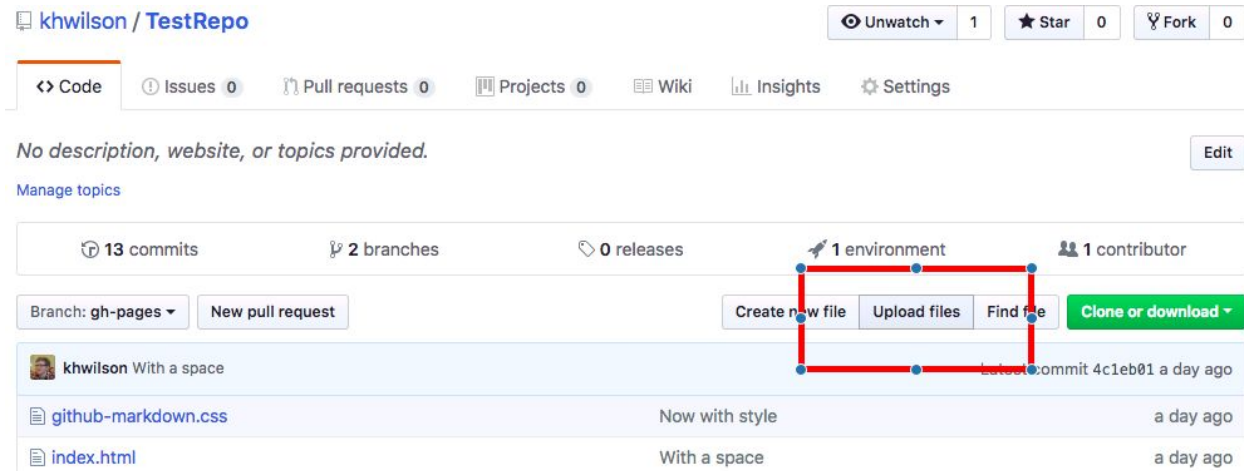 khwilson / TestRepo
Unwatch 1 Star 0 Fork 0
<> Code Issues 0 Pull requests 0 Projects 0 Wiki Insights Settings
No description, website, or topics provided.
Edit
Manage topics
13 commits 2 branches 0 releases 1 environment 1 contributor
Branch: gh-pages New pull request Create new file Upload files Find file Clone or download
khwilson With a space Latest commit 4c1eb01 a day ago
github-markdown.css Now with style a day ago
index.html With a space a day ago